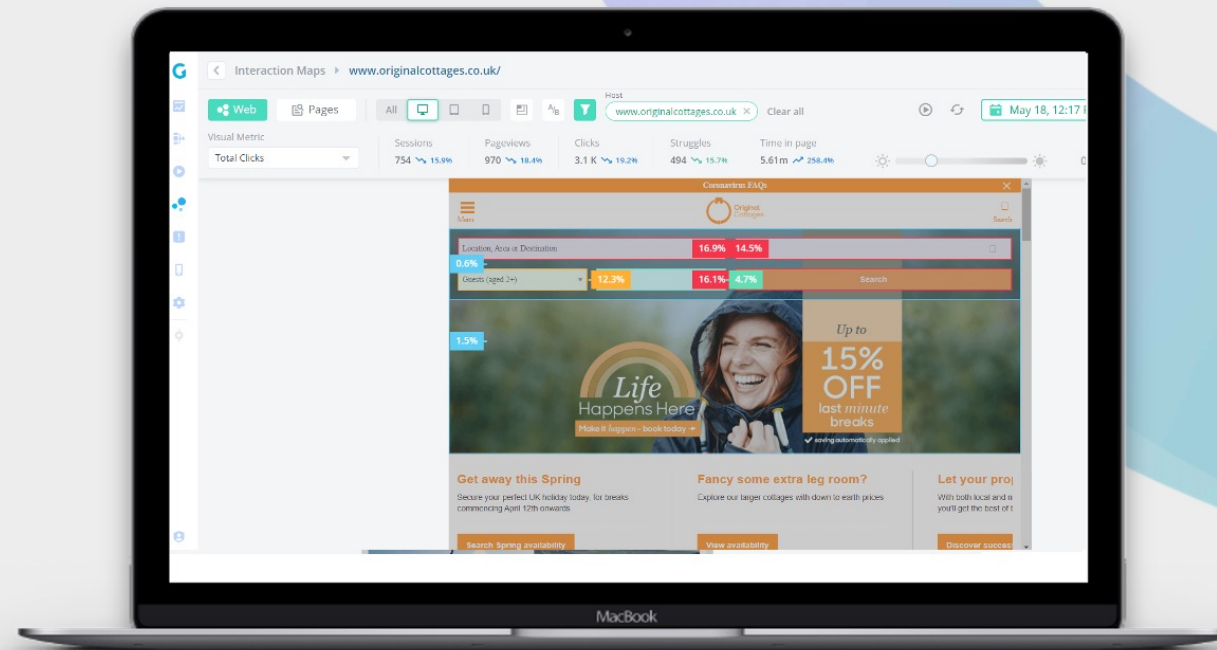 G
Interaction Maps
www.originalcottages.co.uk/
Web
Pages
All
A/B
Host
www.originalcottages.co.uk ×
Clear all
May 18, 12:17
Visual Metric
Total Clicks
Sessions
754 15.9%
Pageviews
970 18.4%
Clicks
3.1 K 19.2%
Struggles
494 15.7%
Time in page
5.61m 258.4%
Coronavirus FAQs
Menu
Original
Cottages
Search
Location, Area or Destination
16.9% 14.5%
0.6%
Guests (aged 2+)
12.3%
16.1% 4.7%
Search
1.5%
Life
Happens Here
Make it happen - book today
Up to
15%
OFF
last minute
breaks
saving automatically applied
Get away this Spring
Secure your perfect UK holiday today, for breaks
commencing April 12th onwards
Search Spring availability
Fancy some extra leg room?
Explore our larger cottages with down to earth prices
View availability
Let your
With both local and
you'll get the best of
Discover
MacBook